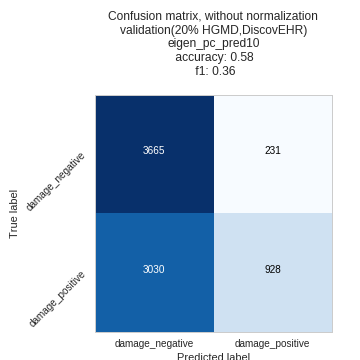 Confusion matrix, without normalization
validation(20% HGMD,DiscovEHR)
eigen_pc_pred10
accuracy: 0.58
f1: 0.36
True label
damage_negative
3665
231
damage_positive
3030
928
damage_negative
damage_positive
Predicted label